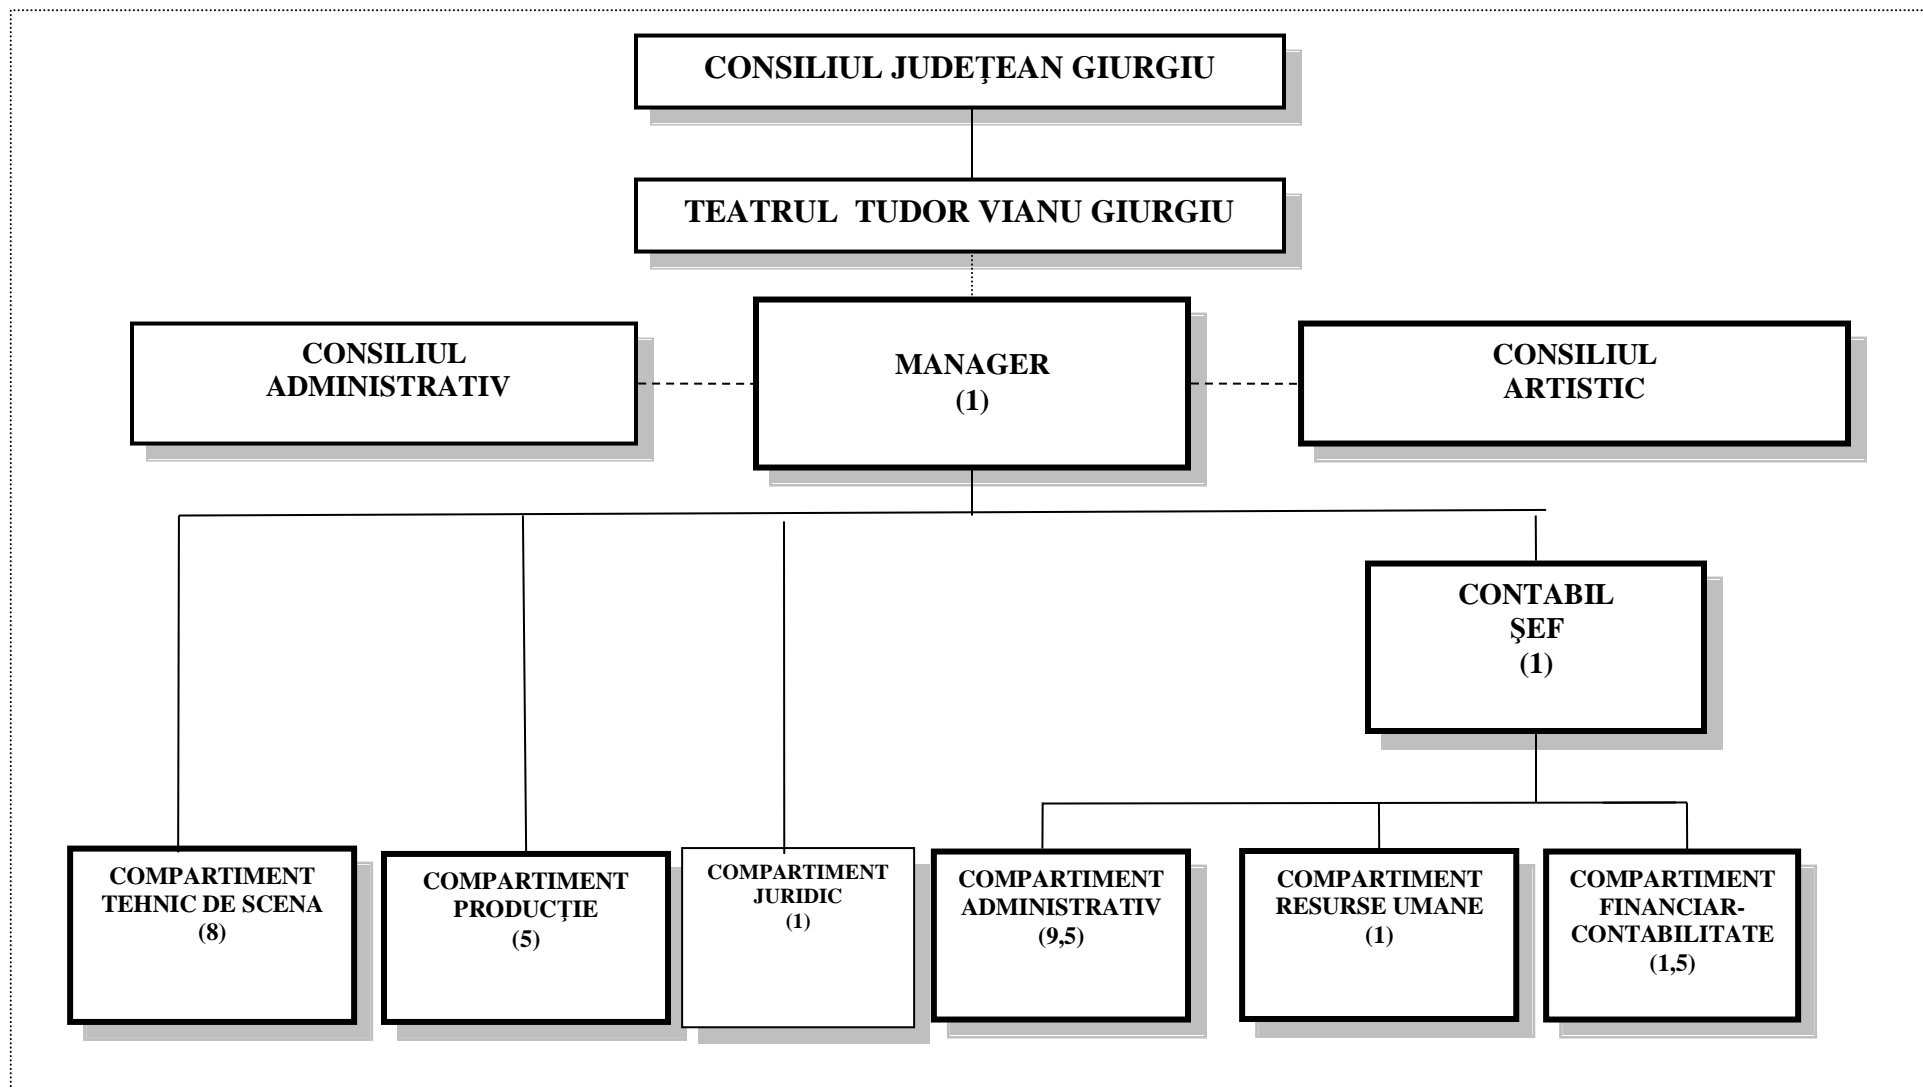 CONSILIUL JUDEŢEAN GIURGIU
TEATRUL TUDOR VIANU GIURGIU
CONSILIUL
ADMINISTRATIV
MANAGER
(1)
CONSILIUL
ARTISTIC
CONTABIL
ŞEF
(1)
COMPARTIMENT
TEHNIC DE SCENA
(8)
COMPARTIMENT
PRODUCŢIE
(5)
COMPARTIMENT
JURIDIC
(1)
COMPARTIMENT
ADMINISTRATIV
(9,5)
COMPARTIMENT
RESURSE UMANE
(1)
COMPARTIMENT
FINANCIAR-
CONTABILITATE
(1,5)